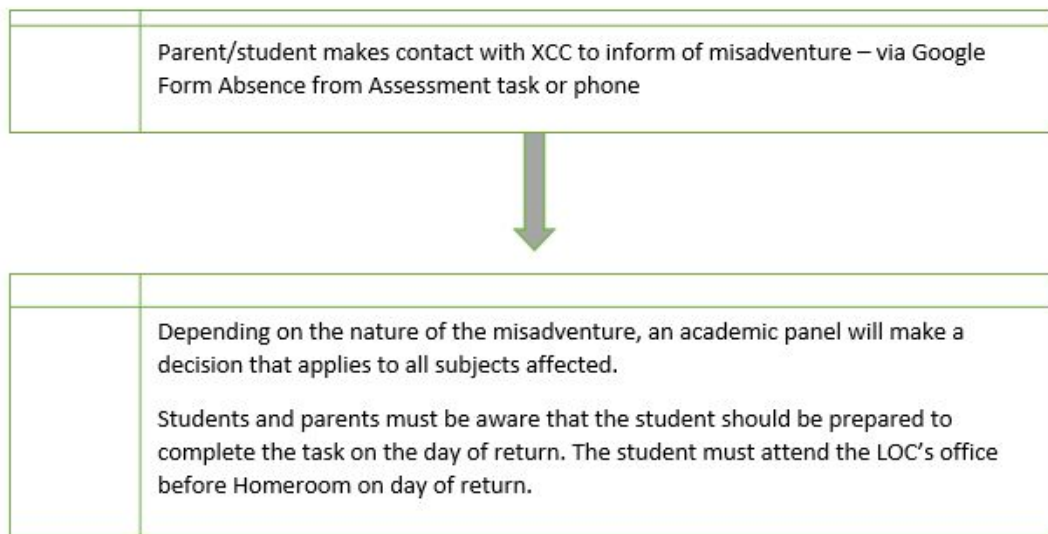 Parent/student makes contact with XCC to inform of misadventure – via Google
Form Absence from Assessment task or phone
Depending on the nature of the misadventure, an academic panel will make a
decision that applies to all subjects affected.
Students and parents must be aware that the student should be prepared to
complete the task on the day of return. The student must attend the LOC’s office
before Homeroom on day of return.